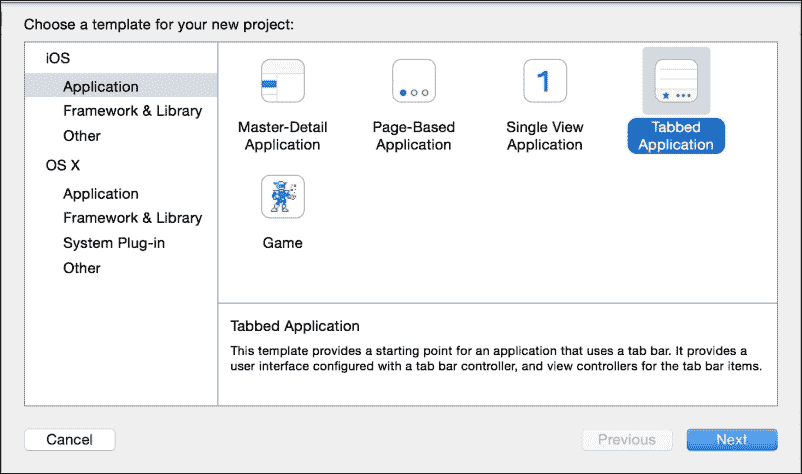 Choose a template for your new project:
iOS
Application
Framework & Library
Other
OS X
Application
Framework & Library
System Plug-in
Other
Master-Detail
Application
Page-Based
Application
1
Single View
Application
Tabbed
Application
Game
Tabbed Application
This template provides a starting point for an application that uses a tab bar. It provides a
user interface configured with a tab bar controller, and view controllers for the tab bar items.
Cancel
Previous
Next